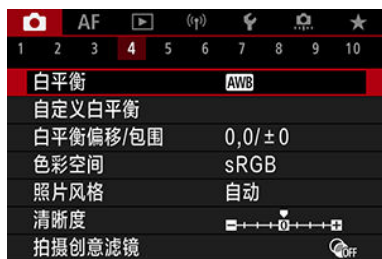 AF
1 2 3 4 5 6 7 8 9 10
白平衡 AWB
自定义白平衡
白平衡偏移/包围 0,0/±0
色彩空间 sRGB
照片风格 自动
清晰度 0
拍摄创意滤镜 OFF